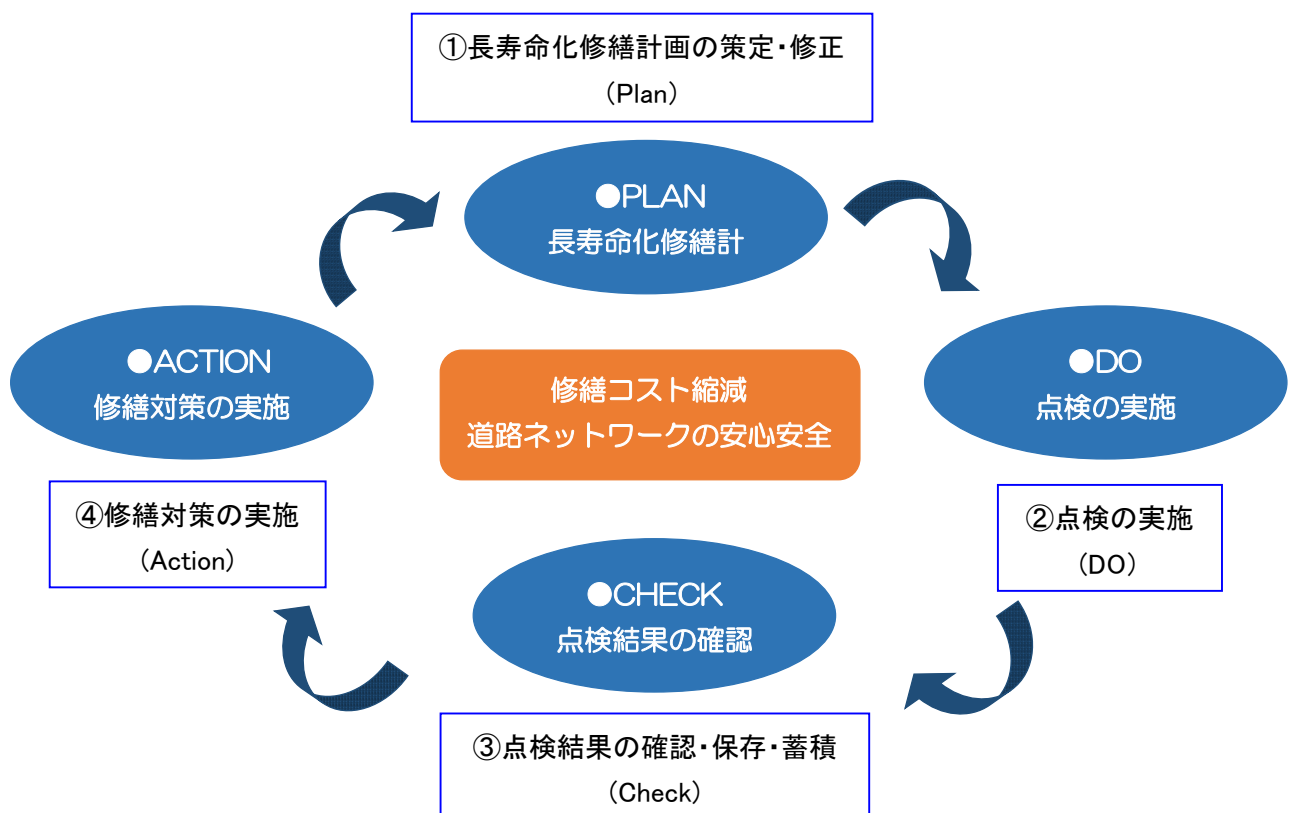 ①長寿命化修繕計画の策定・修正
（Plan）
●PLAN
長寿命化修繕計
●ACTION
修繕対策の実施
修繕コスト縮減
道路ネットワークの安心安全
●DO
点検の実施
④修繕対策の実施
（Action）
②点検の実施
（DO）
●CHECK
点検結果の確認
③点検結果の確認・保存・蓄積
（Check）